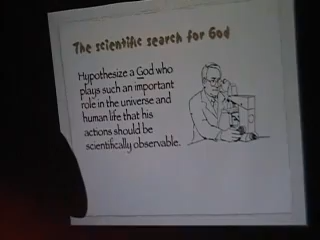 The scientific search for God
Hypothesize a God who
plays such an important
role in the universe and
human life that his
actions should be
scientifically observable.